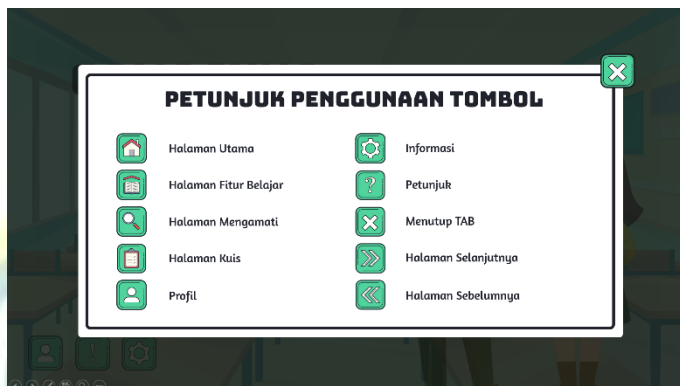 PETUNJUK PENGGUNAAN TOMBOL
Halaman Utama
Halaman Fitur Belajar
Halaman Mengamati
Halaman Kuis
Profil
Informasi
?
Petunjuk
Menutup TAB
Halaman Selanjutnya
Halaman Sebelumnya
!